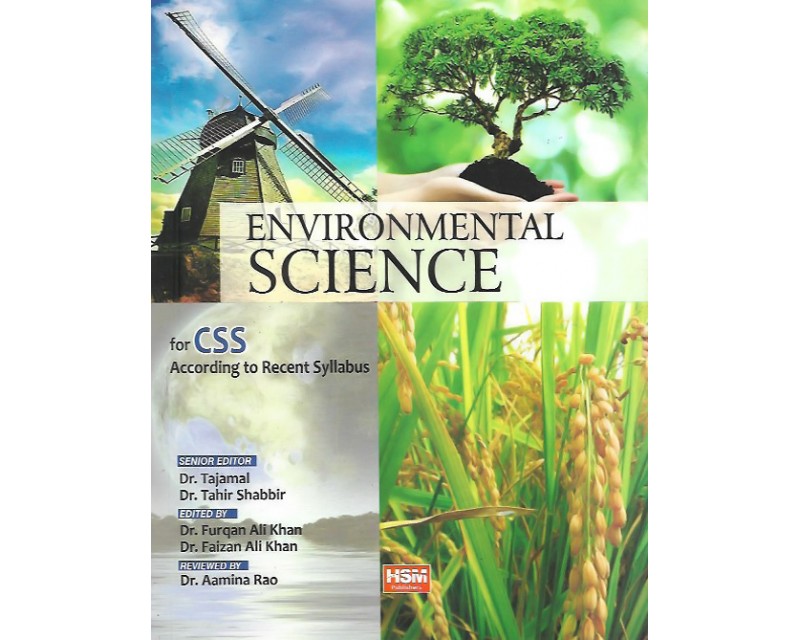 ENVIRONMENTAL
SCIENCE
for CSS
According to Recent Syllabus
SENIOR EDITOR
Dr. Tajamal
Dr. Tahir Shabbir
EDITED BY
Dr. Furqan Ali Khan
Dr. Faizan Ali Khan
REVIEWED BY
Dr. Aamina Rao
HSM
Publishers